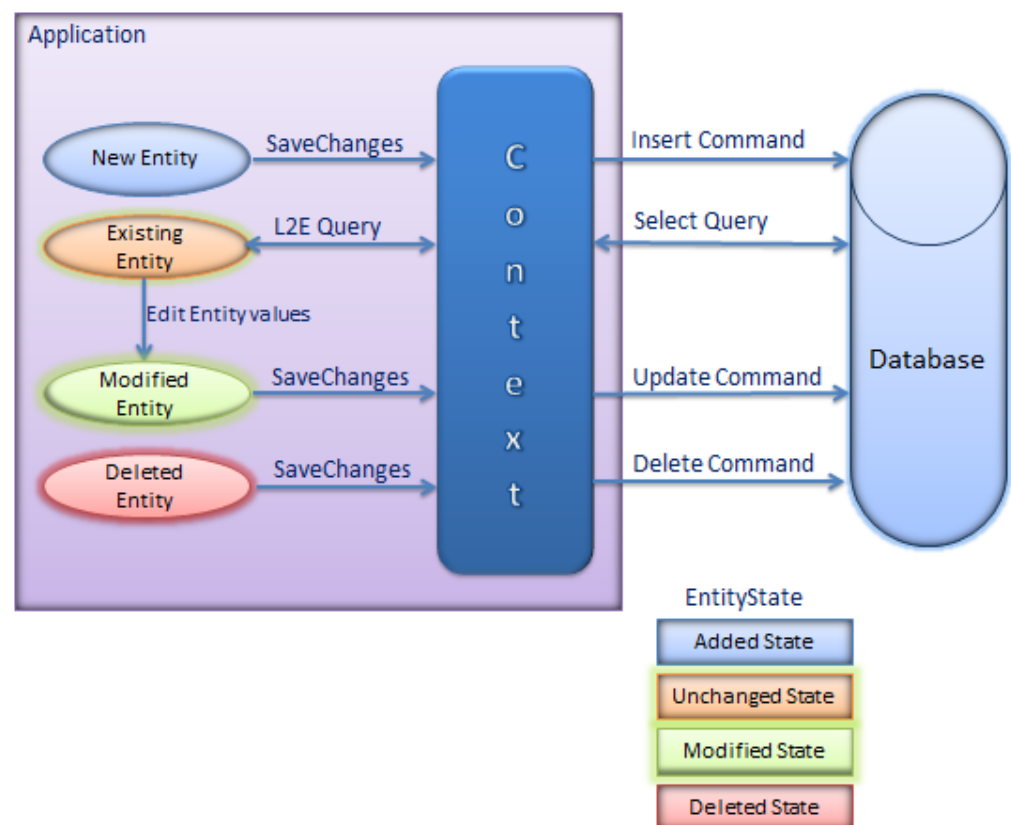 Application
New Entity
SaveChanges
Insert Command
Existing
Entity
L2E Query
Select Query
Edit Entity values
Modified
Entity
SaveChanges
Update Command
Deleted
Entity
SaveChanges
Delete Command
C
o
n
t
e
x
t
Database
EntityState
Added State
Unchanged State
Modified State
Deleted State